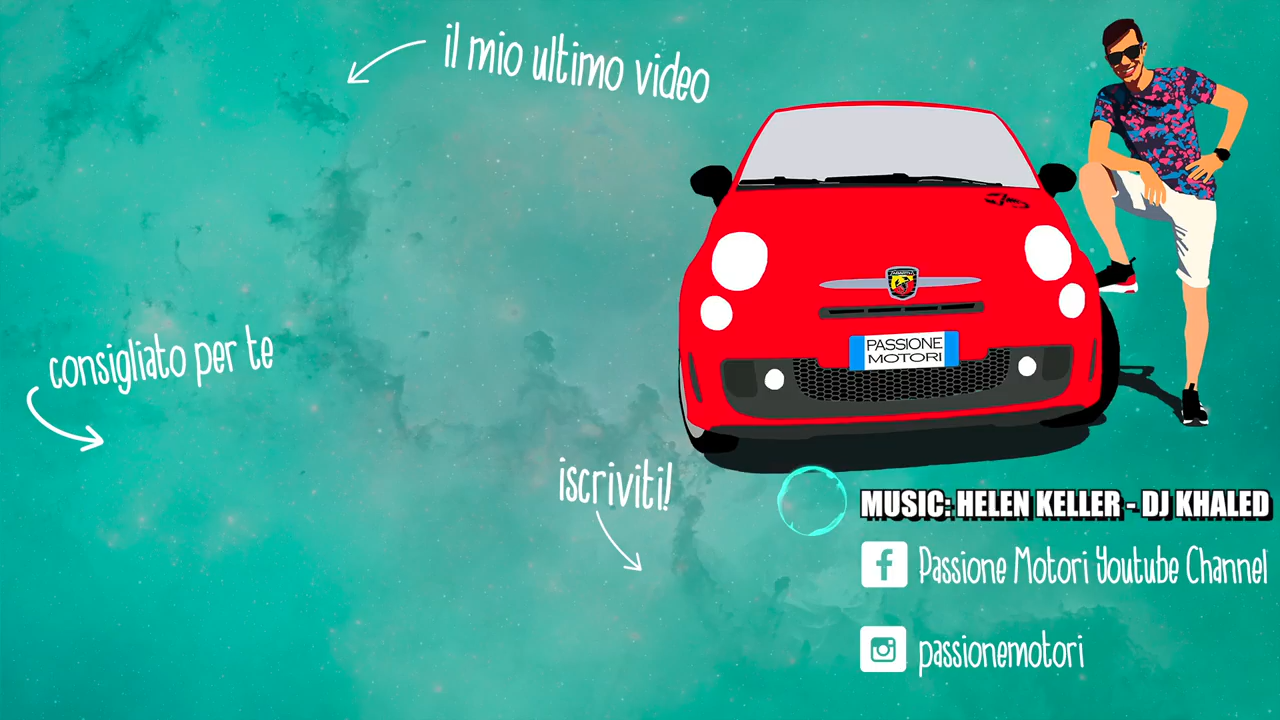 il mio ultimo video
ABARTH
PASSIONE
MOTORI
consigliato per te
iscriviti!
MUSIC: HELEN KELLER - DJ KHALED
Passione Motori Youtube Channel
passionemotori